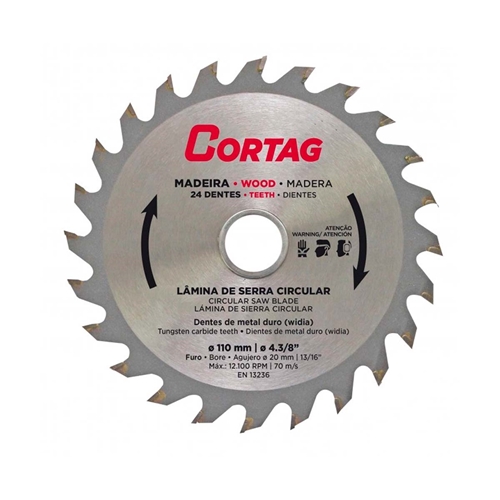 CORTAG
MADEIRA • WOOD • MADERA
24 DENTES • TEETH • DIENTES
ATENÇÃO
WARNING/ ATENCIÓN
LÂMINA DE SERRA CIRCULAR
CIRCULAR SAW BLADE
LÁMINA DE SIERRA CIRCULAR
Dentes de metal duro (widia)
Tungsten carbide teeth • Dientes de metal duro (widia)
ø 110 mm | ø 4.3/8”
Furo • Bore • Agujero ø 20 mm | 13/16”
Máx.: 12.100 RPM | 70 m/s
EN 13236